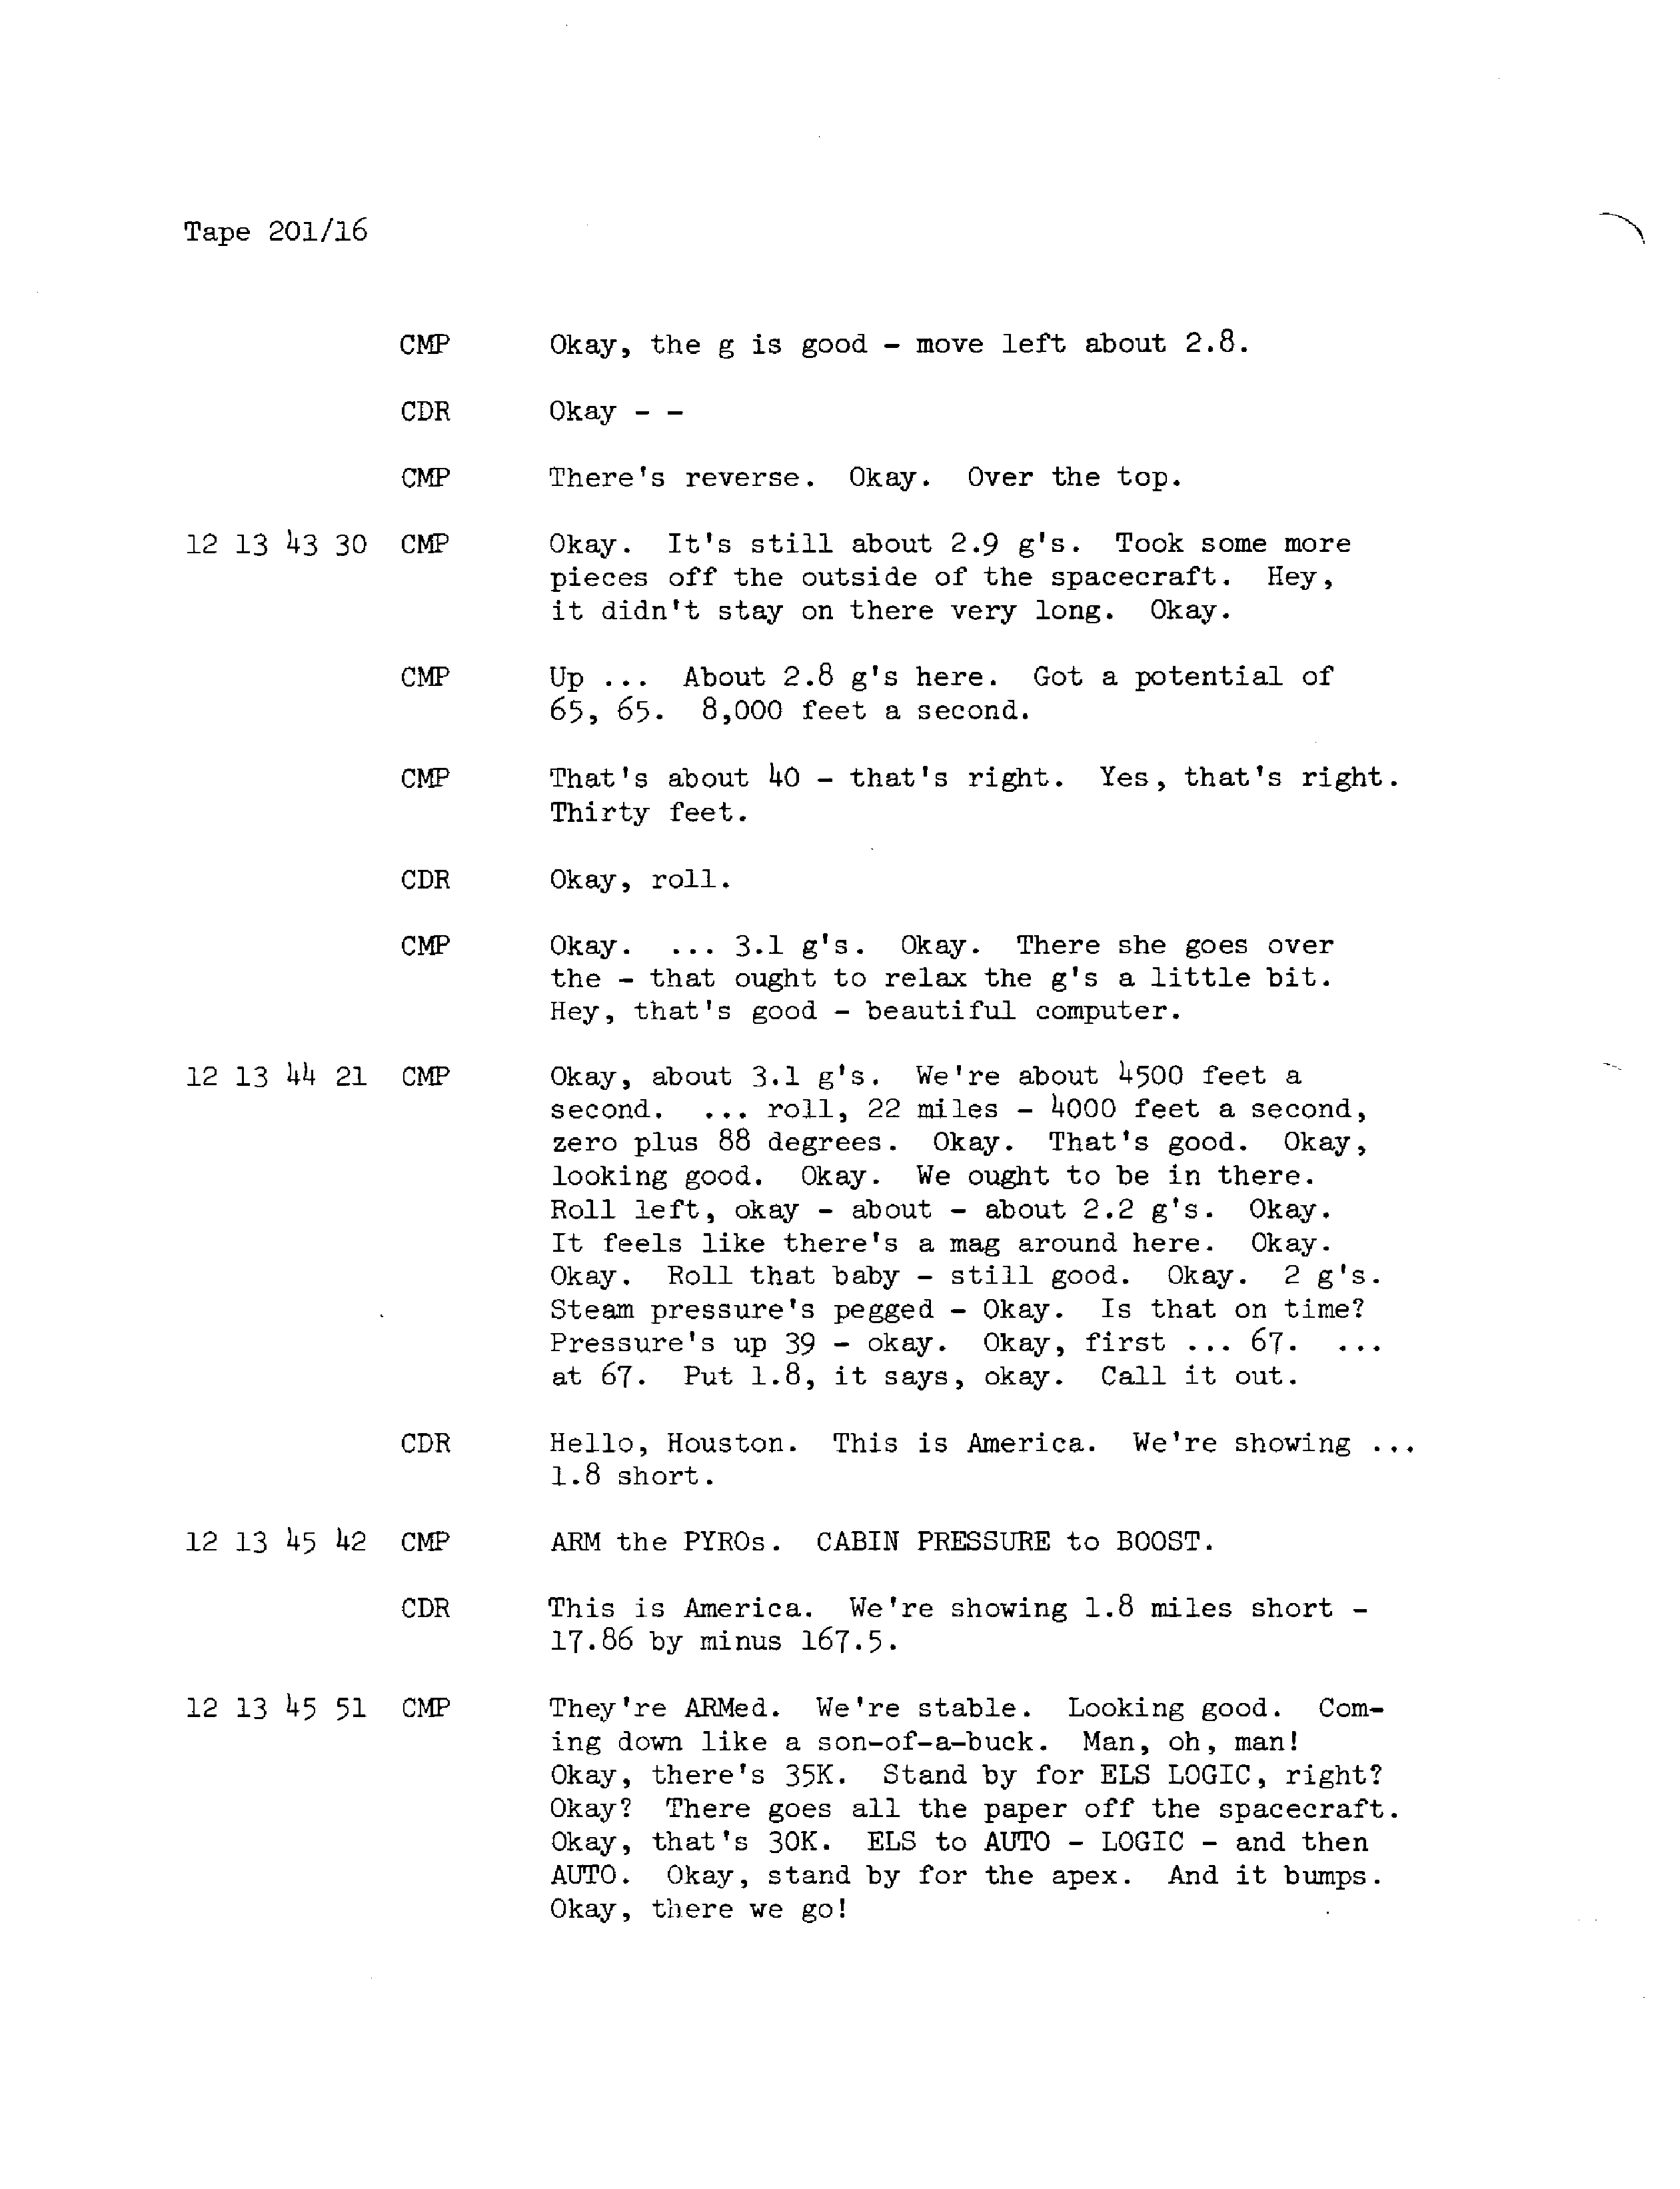 Tape 201/16
CMP Okay, the g is good - move left about 2.8.
CDR Okay - -
CMP There's reverse. Okay. Over the top.
12 13 43 30 CMP Okay. It's still about 2.9 g's. Took some more
pieces off the outside of the spacecraft. Hey,
it didn't stay on there very long. Okay.
CMP Up ... About 2.8 g's here. Got a potential of
65, 65. 8,000 feet a second.
CMP That's about 40 - that's right. Yes, that's right.
Thirty feet.
CDR Okay, roll.
CMP Okay. ... 3.1 g's. Okay. There she goes over
the - that ought to relax the g's a little bit.
Hey, that's good - beautiful computer.
12 13 44 21 CMP Okay, about 3.1 g's. We're about 4500 feet a
second. ... roll, 22 miles - 4000 feet a second,
zero plus 88 degrees. Okay. That's good. Okay,
looking good. Okay. We ought to be in there.
Roll left, okay - about - about 2.2 g's. Okay.
It feels like there's a mag around here. Okay.
Okay. Roll that baby - still good. Okay. 2 g's.
Steam pressure's pegged - Okay. Is that on time?
Pressure's up 39 - okay. Okay, first ... 67. ...
at 67. Put 1.8, it says, okay. Call it out.
CDR Hello, Houston. This is America. We're showing ...
1.8 short.
12 13 45 42 CMP ARM the PYROs. CABIN PRESSURE to BOOST.
CDR This is America. We're showing 1.8 miles short -
17.86 by minus 167.5.
12 13 45 51 CMP They're ARMed. We're stable. Looking good. Com-
ing down like a son-of-a-buck. Man, oh, man!
Okay, there's 35K. Stand by for ELS LOGIC, right?
Okay? There goes all the paper off the spacecraft.
Okay, that's 30K. ELS to AUTO - LOGIC - and then
AUTO. Okay, stand by for the apex. And it bumps.
Okay, there we go!